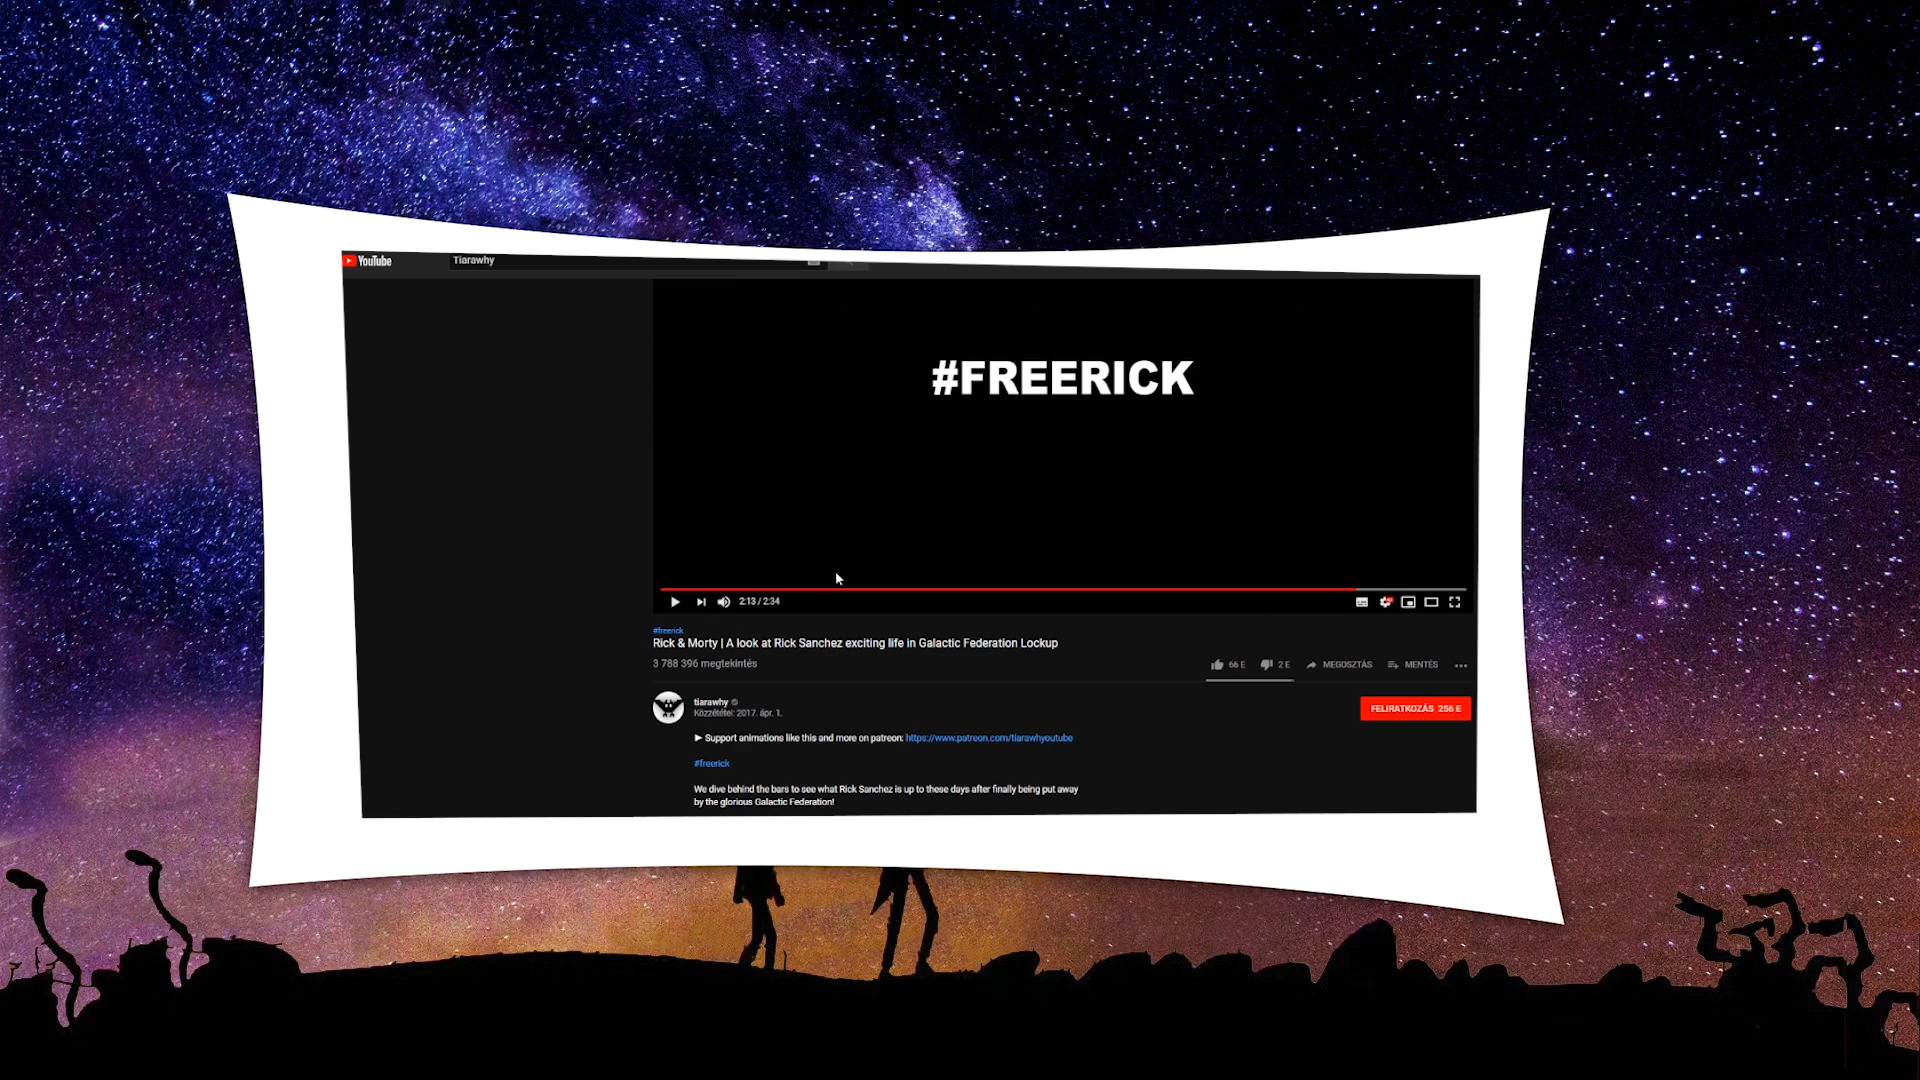 YouTube
Tiarawhy
#FREERICK
2:13 / 2:34
#freerick
Rick & Morty | A look at Rick Sanchez exciting life in Galactic Federation Lockup
3 788 396 megtekintés
66 E
2 E
MEGOSZTÁS
MENTÉS
tiarawhy
Közzététel: 2017. ápr. 1.
FELIRATKOZÁS 256 E
► Support animations like this and more on patreon: https://www.patreon.com/tiarawhyoutube
#freerick
We dive behind the bars to see what Rick Sanchez is up to these days after finally being put away
by the glorious Galactic Federation!